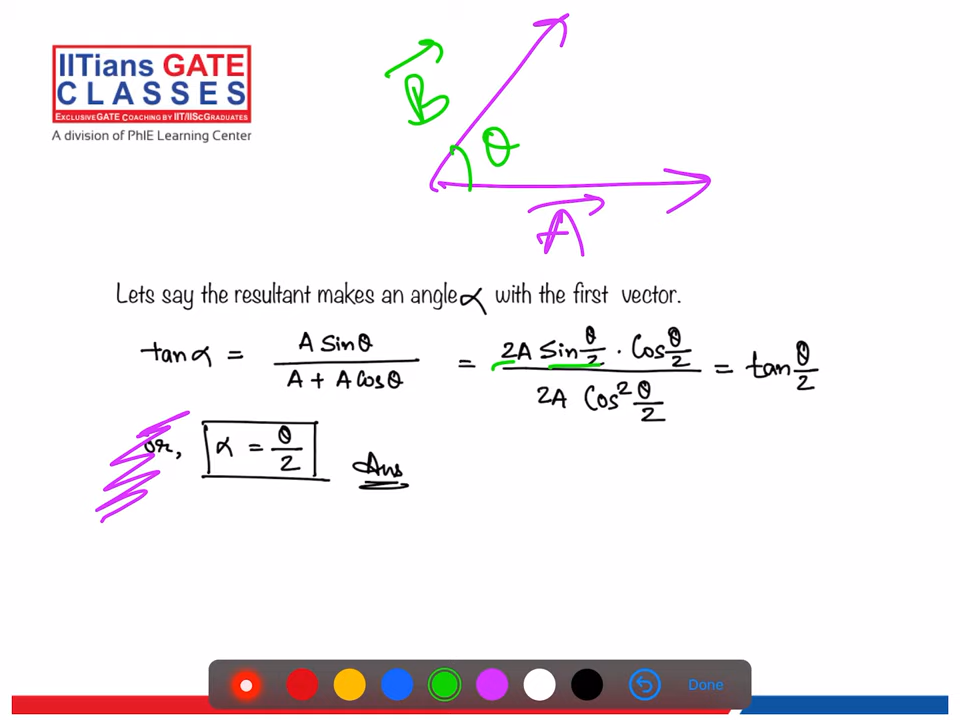 IITians GATE
CLASSES
EXCLUSIVE GATE COACHING BY IIT/IISc GRADUATES
A division of PhIE Learning Center
B
θ
A
Lets say the resultant makes an angle α with the first vector.
tan α = A Sin θ / A + A Cos θ = 2A Sin θ/2 · Cos θ/2 / 2A Cos² θ/2 = tan θ/2
or, α = θ/2 Ans
Done